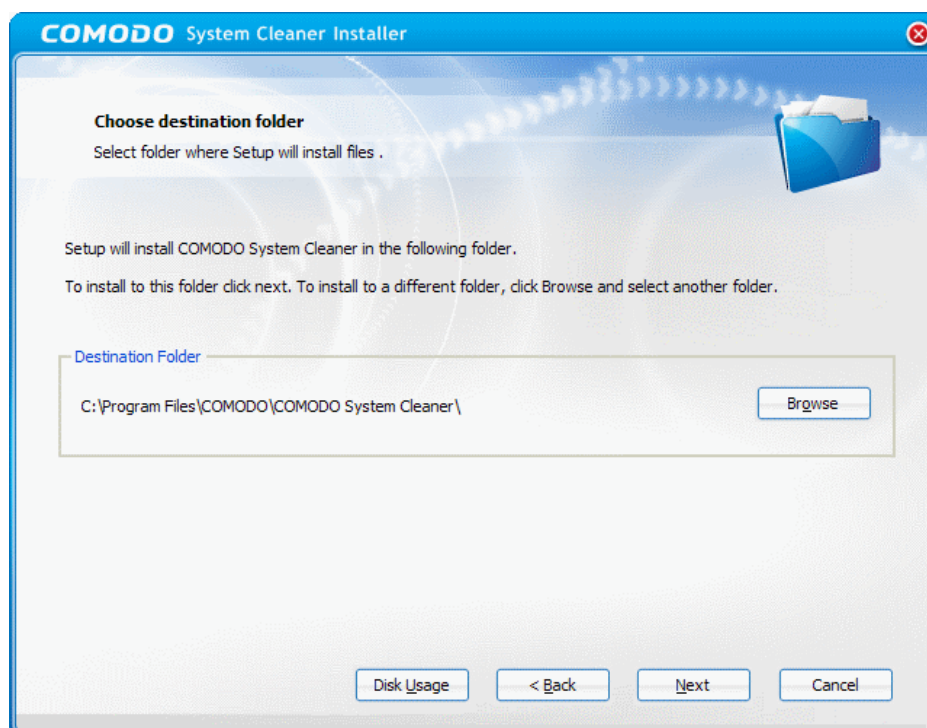 COMODO System Cleaner Installer
Choose destination folder
Select folder where Setup will install files .
Setup will install COMODO System Cleaner in the following folder.
To install to this folder click next. To install to a different folder, click Browse and select another folder.
Destination Folder
C:\Program Files\COMODO\COMODO System Cleaner\
Browse
Disk Usage
< Back
Next
Cancel